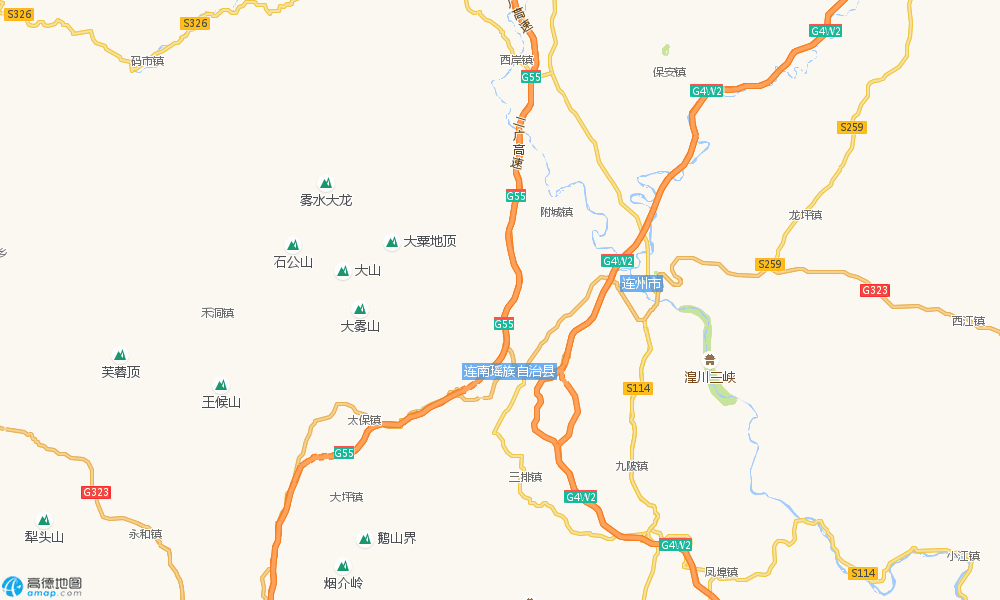 S326
高速
S326
G4W2
码市镇
西岸镇
保安镇
G55
G4W2
二广高速
S259
雾水大龙
G55
附城镇
龙坪镇
大粟地顶
石公山
大山
G4W2
S259
连州市
G323
禾洞镇
大雾山
G55
西江镇
芙蓉顶
连南瑶族自治县
湟川三峡
王候山
S114
太保镇
G55
九陂镇
三排镇
G323
大坪镇
G4W2
犁头山
永和镇
鹅山界
G4W2
小江镇
烟介岭
凤埠镇
S114
高德地图
amap.com